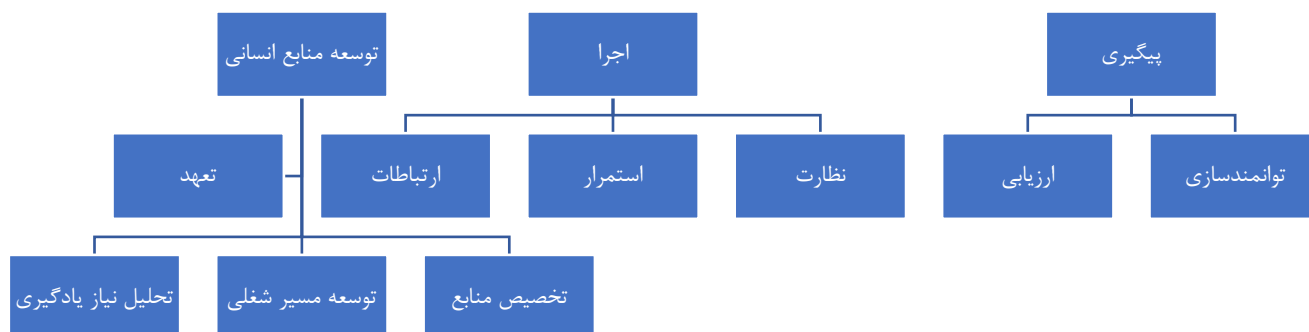 پیگیری
اجرا
توسعه منابع انسانی
توانمندسازی
ارزیابی
نظارت
استمرار
ارتباطات
تعهد
تخصیص منابع
توسعه مسیر شغلی
تحلیل نیاز یادگیری